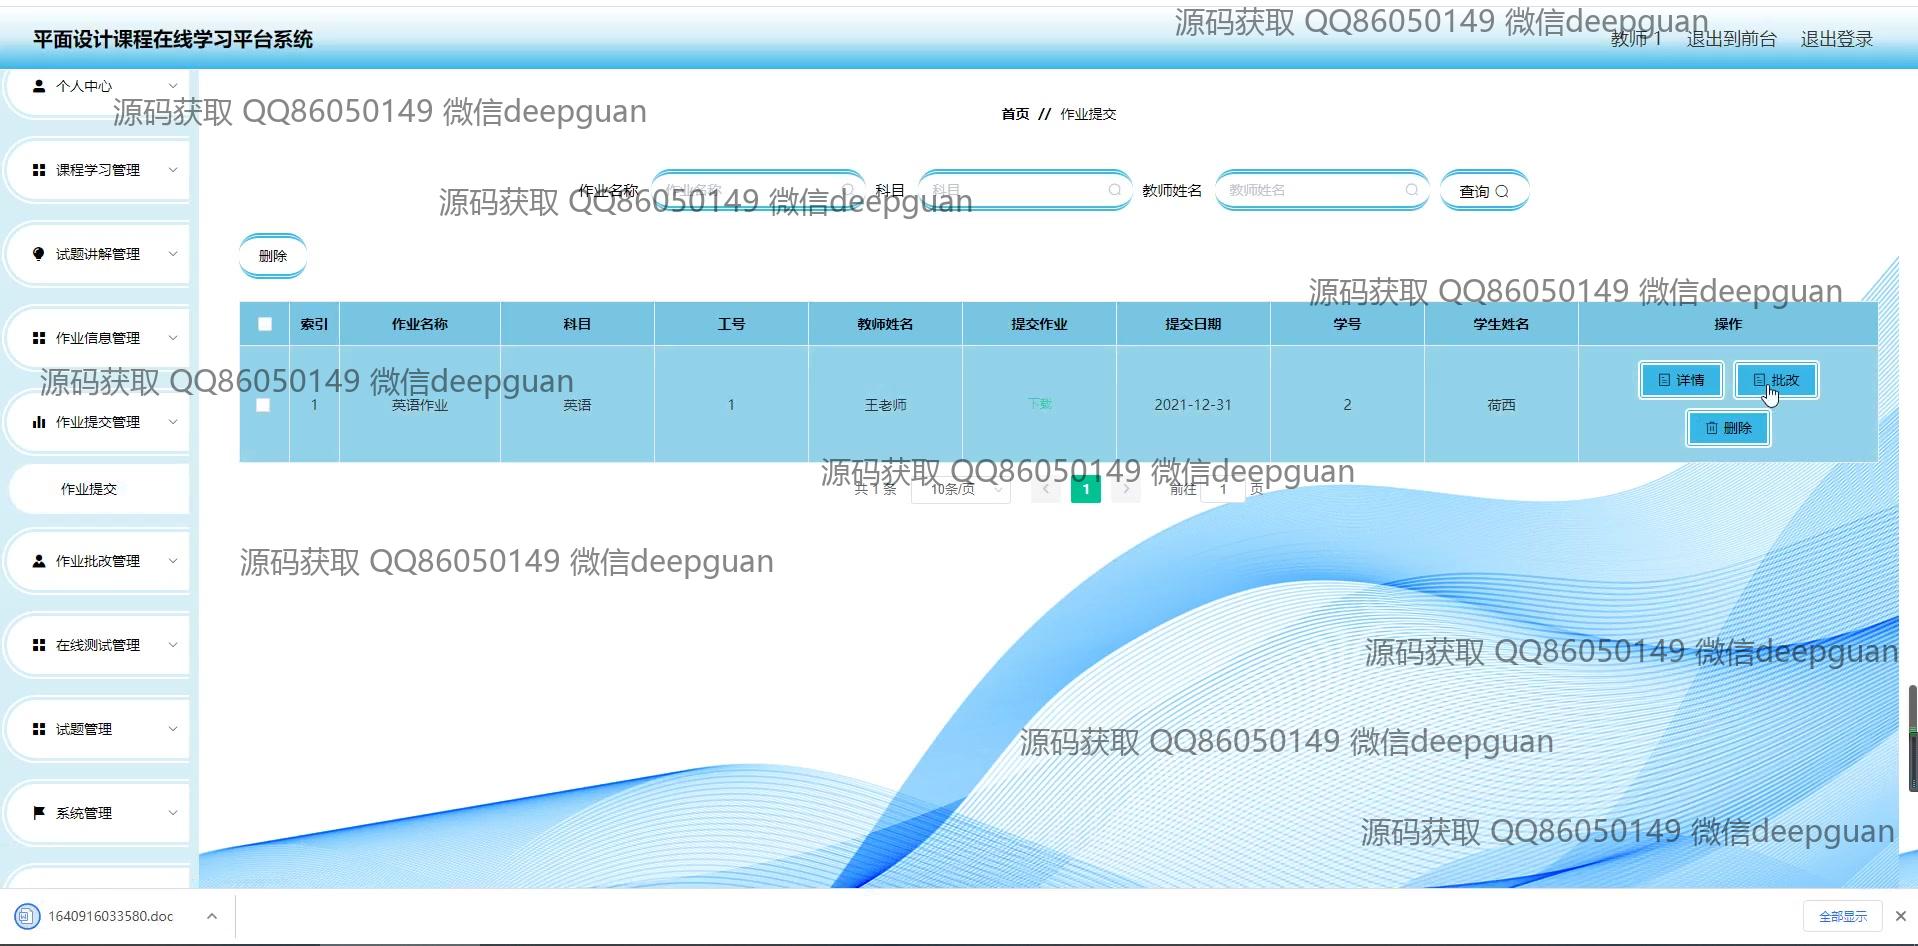 源码获取 QQ86050149 微信deepguan
平面设计课程在线学习平台系统
教师 1 退出到前台 退出登录
个人中心
源码获取 QQ86050149 微信deepguan
首页 // 作业提交
课程学习管理
作业名称 作业名称 科目 科目 教师姓名 教师姓名 查询
源码获取 QQ86050149 微信deepguan
试题讲解管理
删除
源码获取 QQ86050149 微信deepguan
索引 作业名称 科目 工号 教师姓名 提交作业 提交日期 学号 学生姓名 操作
作业信息管理
源码获取 QQ86050149 微信deepguan
详情 批改
1 英语作业 英语 1 王老师 下载 2021-12-31 2 荷西
作业提交管理
删除
源码获取 QQ86050149 微信deepguan
作业提交
共 1 条 10条/页 1 前往 1 页
源码获取 QQ86050149 微信deepguan
作业批改管理
在线测试管理
源码获取 QQ86050149 微信deepguan
试题管理
源码获取 QQ86050149 微信deepguan
系统管理
源码获取 QQ86050149 微信deepguan
1640916033580.doc 全部显示